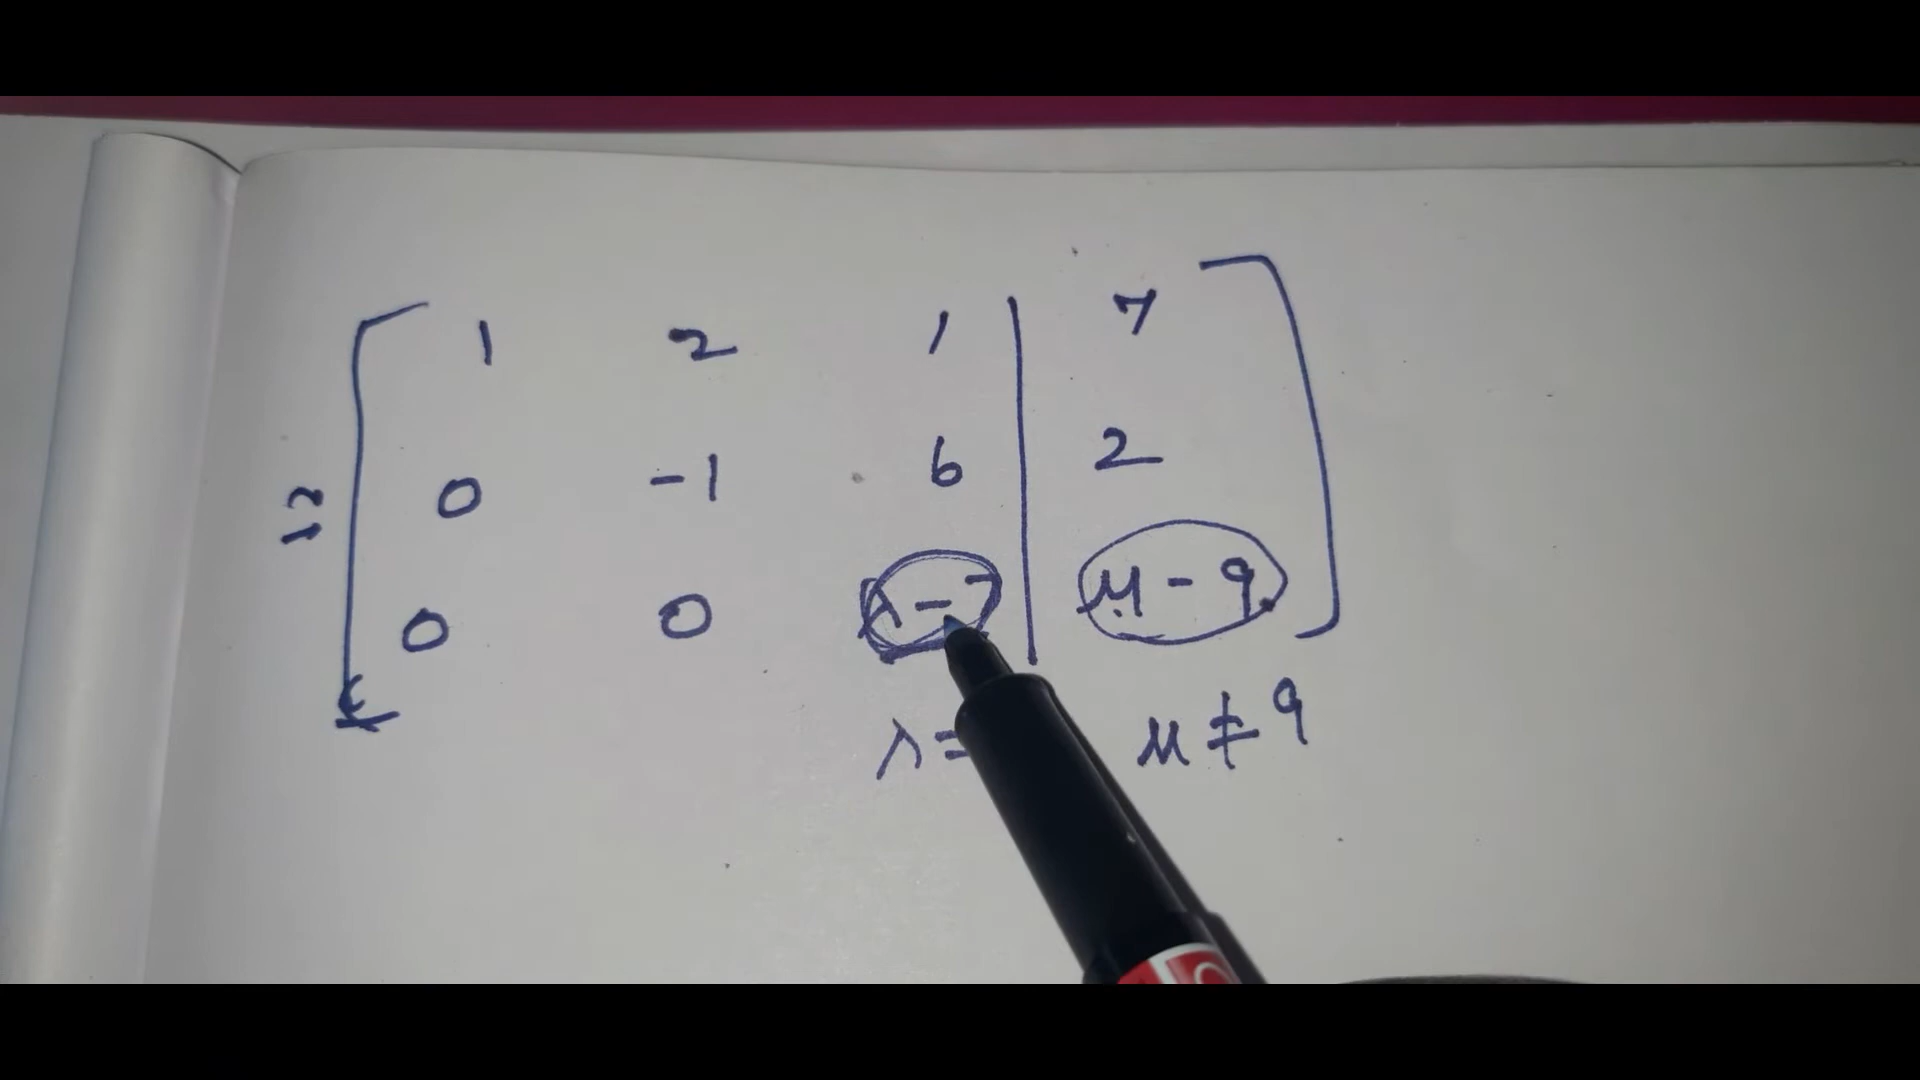 ~ [ 1 2 1 | 7 ]
0 -1 6 | 2
0 0 λ-7 | μ-9
λ= μ≠9